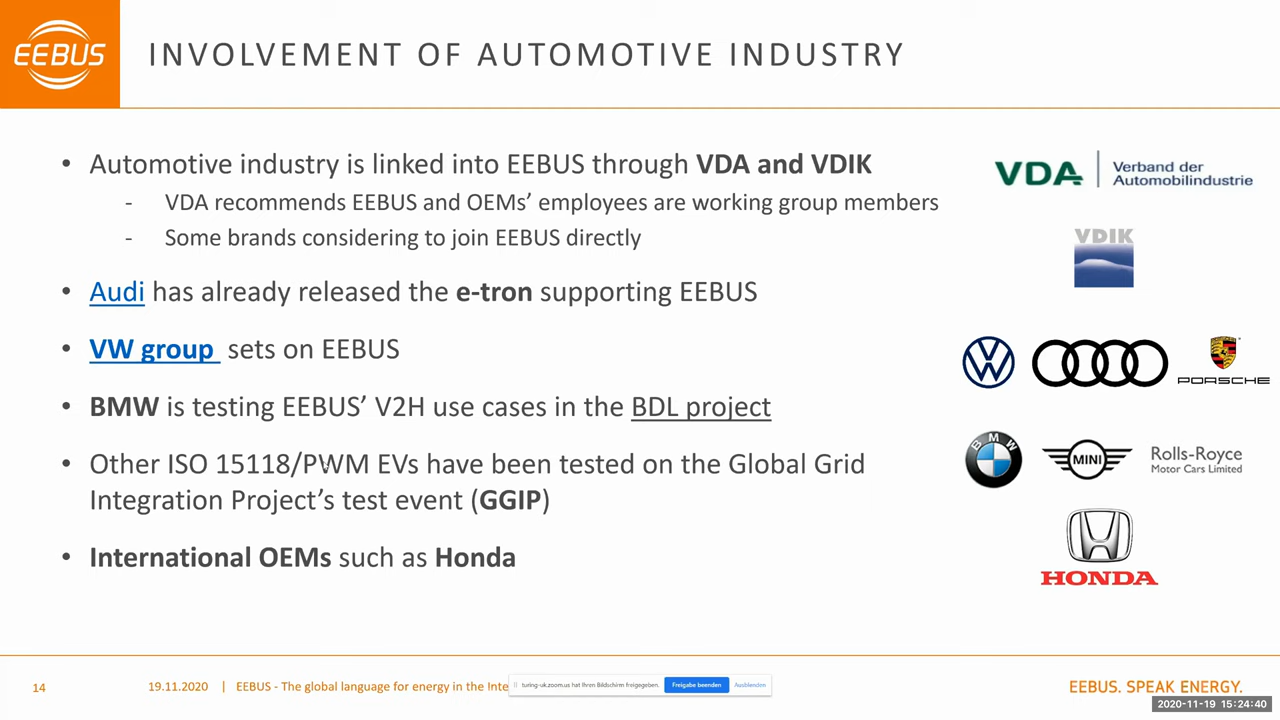 EEBUS
INVOLVEMENT OF AUTOMOTIVE INDUSTRY
• Automotive industry is linked into EEBUS through VDA and VDIK
- VDA recommends EEBUS and OEMs’ employees are working group members
- Some brands considering to join EEBUS directly
• Audi has already released the e-tron supporting EEBUS
• VW group sets on EEBUS
• BMW is testing EEBUS’ V2H use cases in the BDL project
• Other ISO 15118/PWM EVs have been tested on the Global Grid
Integration Project’s test event (GGIP)
• International OEMs such as Honda
VDA | Verband der
Automobilindustrie
VDIK
PORSCHE
BMW
MINI
Rolls-Royce
Motor Cars Limited
HONDA
14
19.11.2020 | EEBUS - The global language for energy in the Inte
turing-uk.zoom.us hat Ihren Bildschirm freigegeben.
Freigabe beenden
Ausblenden
EEBUS. SPEAK ENERGY.
2020-11-19 15:24:40